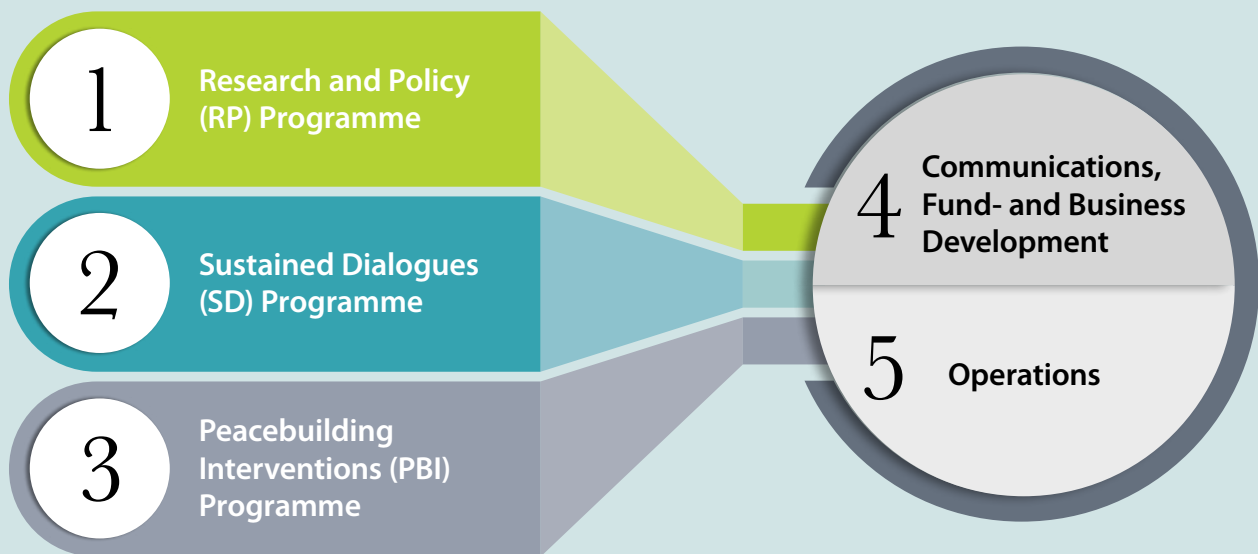 1
Research and Policy
(RP) Programme
2
Sustained Dialogues
(SD) Programme
3
Peacebuilding
Interventions (PBI)
Programme
4
Communications,
Fund- and Business
Development
5
Operations